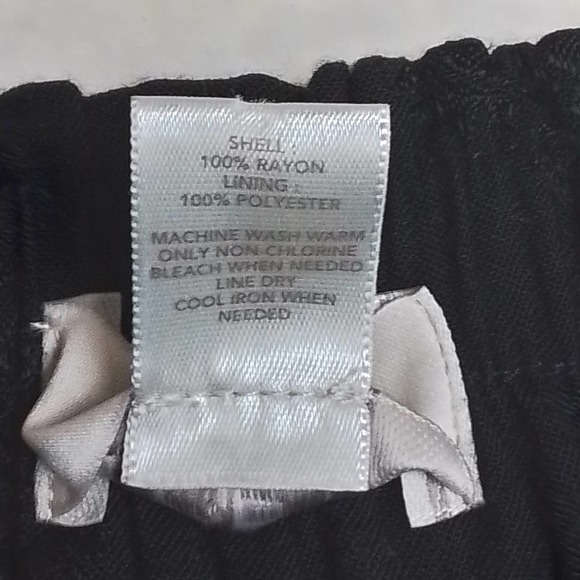 SHELL :
100% RAYON
LINING :
100% POLYESTER
MACHINE WASH WARM
ONLY NON-CHLORINE
BLEACH WHEN NEEDED
LINE DRY
COOL IRON WHEN
NEEDED